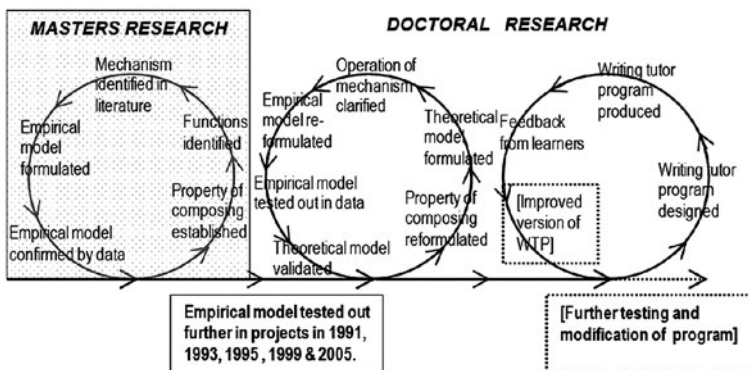 MASTERS RESEARCH
DOCTORAL RESEARCH
Mechanism
identified in
literature
Empirical
model
formulated
Functions
identified
Property of
composing
established
Empirical model
confirmed by data
Operation of
mechanism
clarified
Empirical
model re-
formulated
Theoretical
model
formulated
Empirical model
tested out in data
Property of
composing
reformulated
Theoretical model
validated
Writing tutor
program
produced
Feedback
from learners
Writing tutor
program
designed
[Improved
version of
WTP]
Empirical model tested out
further in projects in 1991,
1993, 1995, 1999 & 2005.
[Further testing and
modification of program]